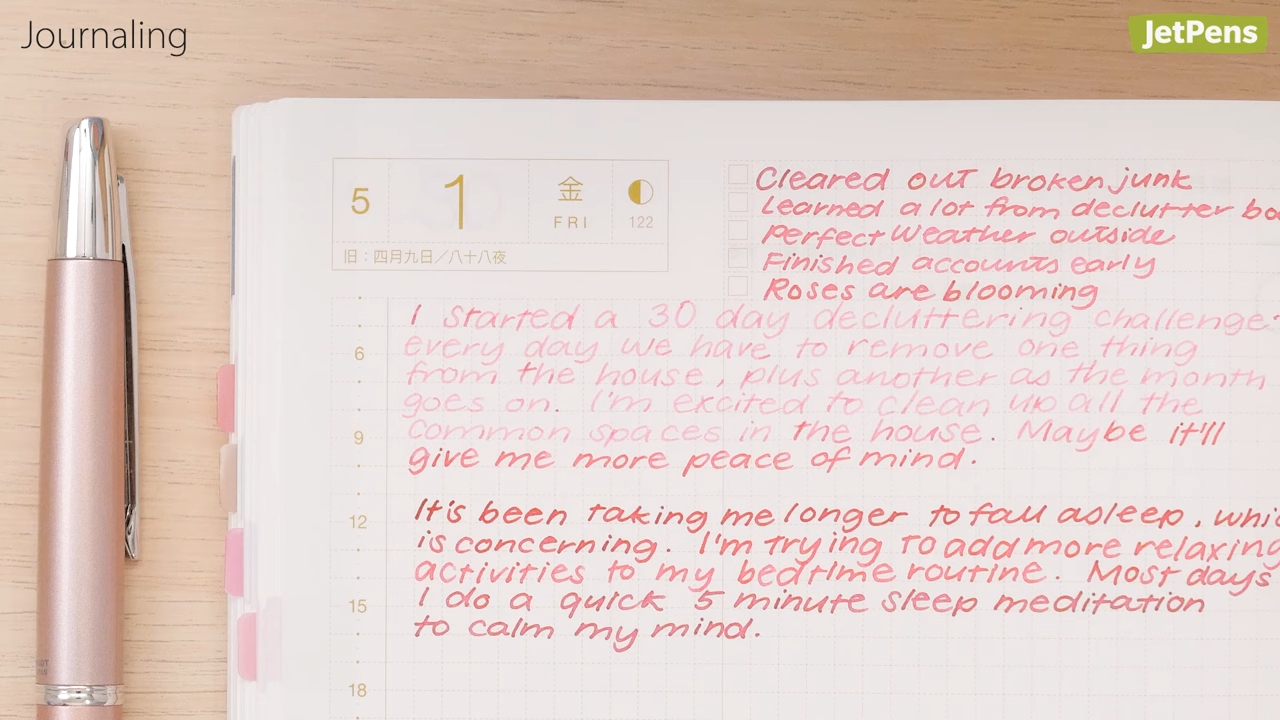 Journaling
JetPens
5
1
金
FRI
122
旧：四月九日／八十八夜
Cleared out broken junk
Learned a lot from declutter bo
Perfect Weather outside
Finished accounts early
Roses are blooming
I started a 30 day decluttering challenge
every day we have to remove one thing
from the house, plus another as the month
goes on. I'm excited to clean up all the
common spaces in the house. Maybe it'll
give me more peace of mind.
It's been taking me longer to fall asleep, whi
is concerning. I'm trying to add more relaxing
activities to my bedtime routine. Most days
I do a quick 5 minute sleep meditation
to calm my mind.
6
9
12
15
18